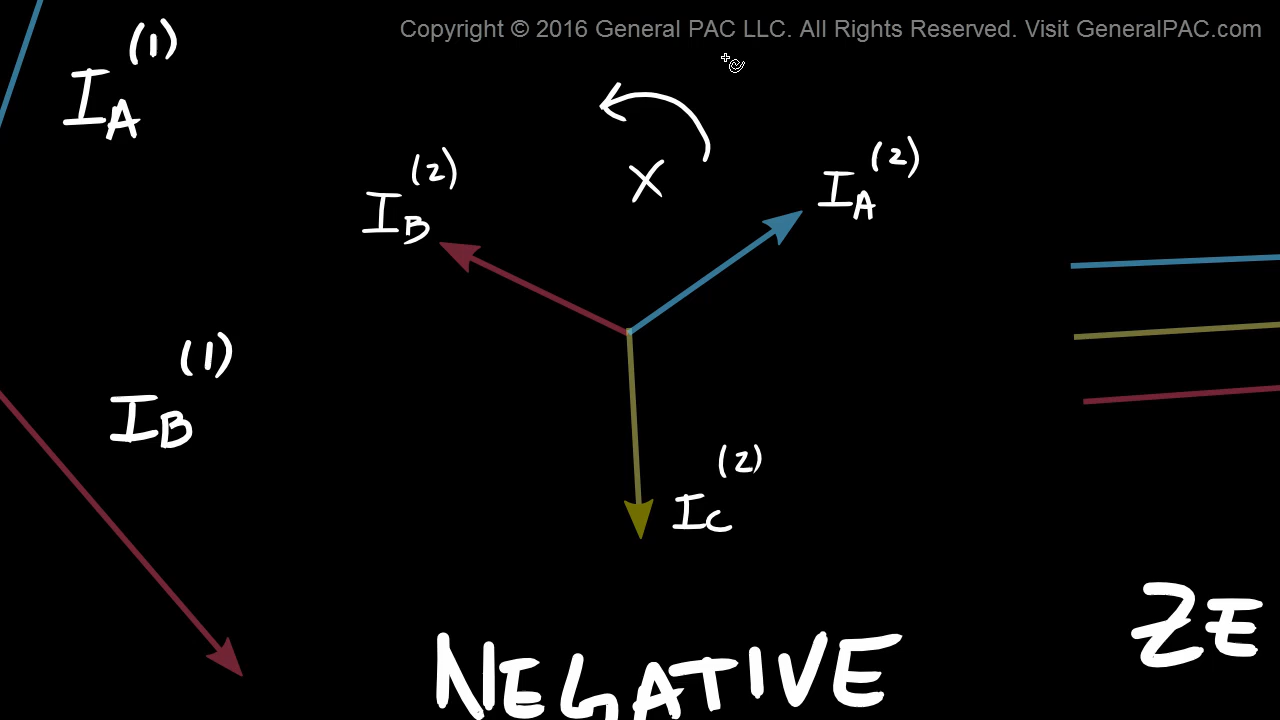 Copyright © 2016 General PAC LLC. All Rights Reserved. Visit GeneralPAC.com
I_A^(1)
X
I_B^(2)
I_A^(2)
I_B^(1)
I_C^(2)
ZE
NEGATIVE